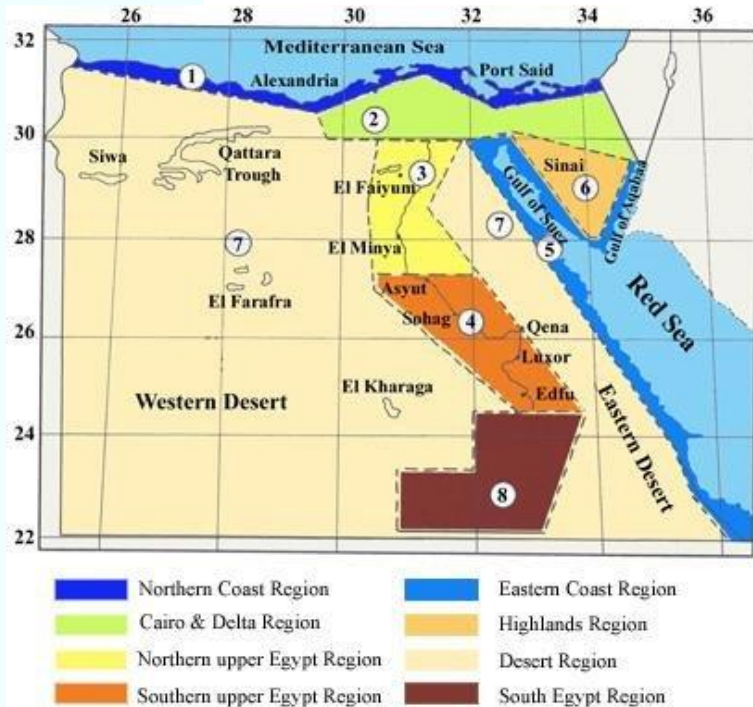 26 28 30 32 34 36
32
Mediterranean Sea
1
Alexandria
Port Said
2
30
Siwa
Qattara
Trough
3
Sinai
El Faiyum
6
Gulf of Suez
Gulf of Aqabaa
28
7
El Minya
7
5
El Farafra
Asyut
Red Sea
26
Sohag
4
Qena
Luxor
El Kharaga
Edfu
Western Desert
Eastern Desert
24
8
22
Northern Coast Region
Eastern Coast Region
Cairo & Delta Region
Highlands Region
Northern upper Egypt Region
Desert Region
Southern upper Egypt Region
South Egypt Region